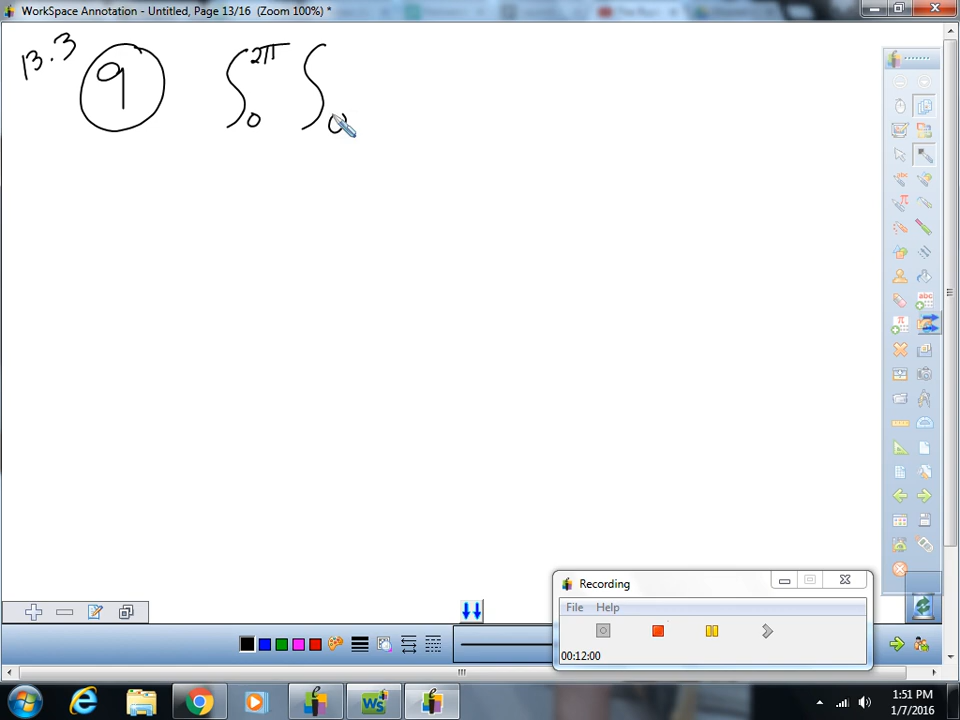 WorkSpace Annotation - Untitled, Page 13/16 (Zoom 100%) *
13.3 9 ∫ 0 2π ∫ 0
Recording
File Help
00:12:00
1:51 PM
1/7/2016